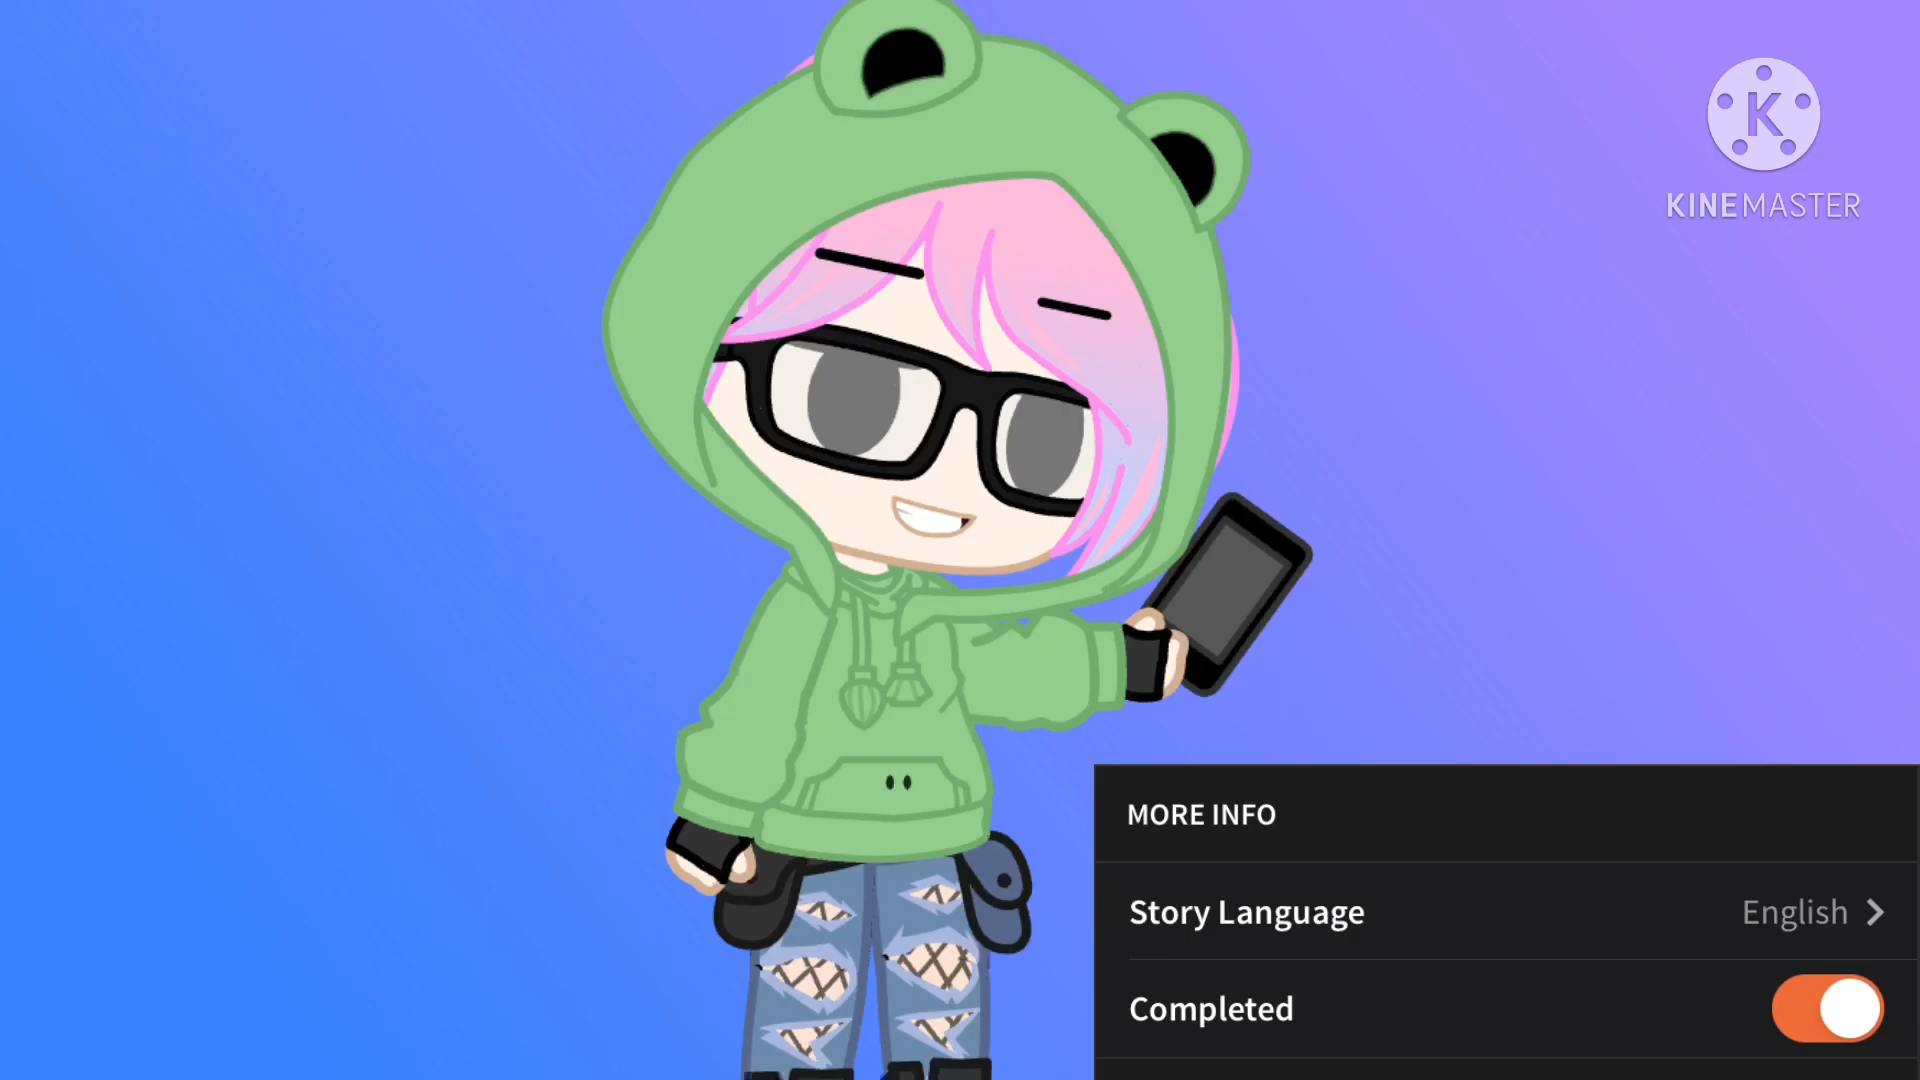 K
KINEMASTER
MORE INFO
Story Language English
Completed